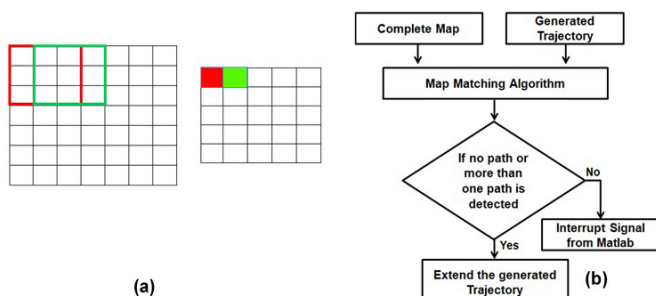 Complete Map
Generated
Trajectory
Map Matching Algorithm
If no path or
more than
one path is
detected
No
Interrupt Signal
from Matlab
Yes
Extend the generated
Trajectory
(a)
(b)